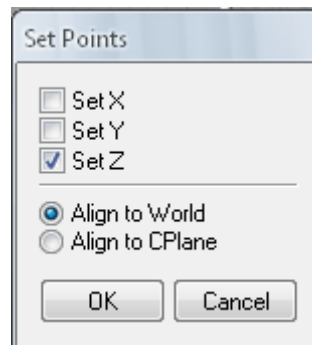 Set Points
Set X
Set Y
Set Z
Align to World
Align to CPlane
OK Cancel